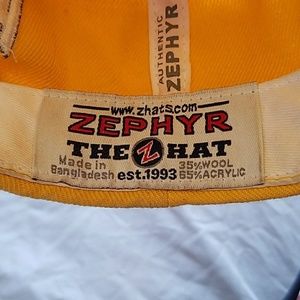 AUTHENTIC
ZEPHYR
www.zhats.com
ZEPHYR
THE Z HAT
Made in
Bangladesh
est.1993
35%WOOL
65%ACRYLIC